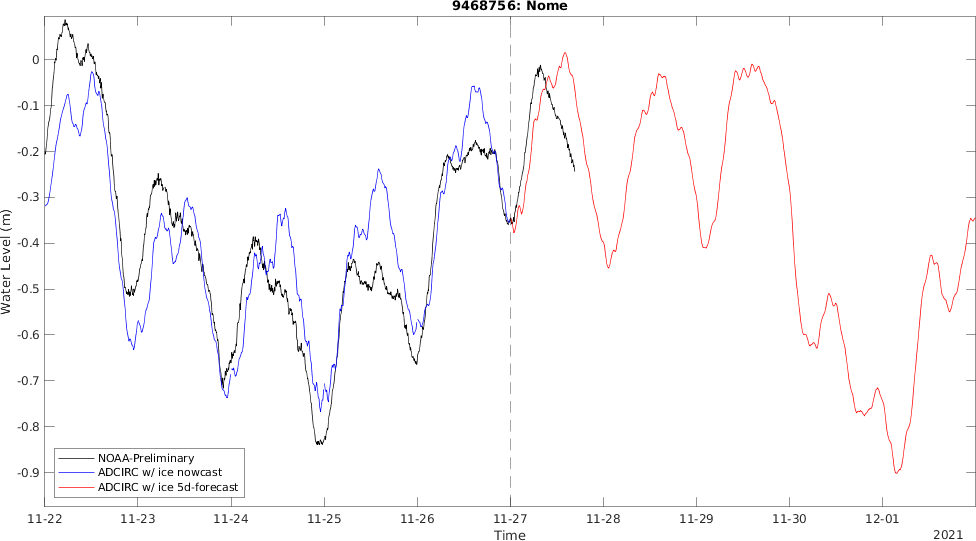 9468756: Nome
0
-0.1
-0.2
-0.3
-0.4
-0.5
-0.6
-0.7
-0.8
-0.9
Water Level (m)
NOAA-Preliminary
ADCIRC w/ ice nowcast
ADCIRC w/ ice 5d-forecast
11-22 11-23 11-24 11-25 11-26 11-27 11-28 11-29 11-30 12-01
Time
2021